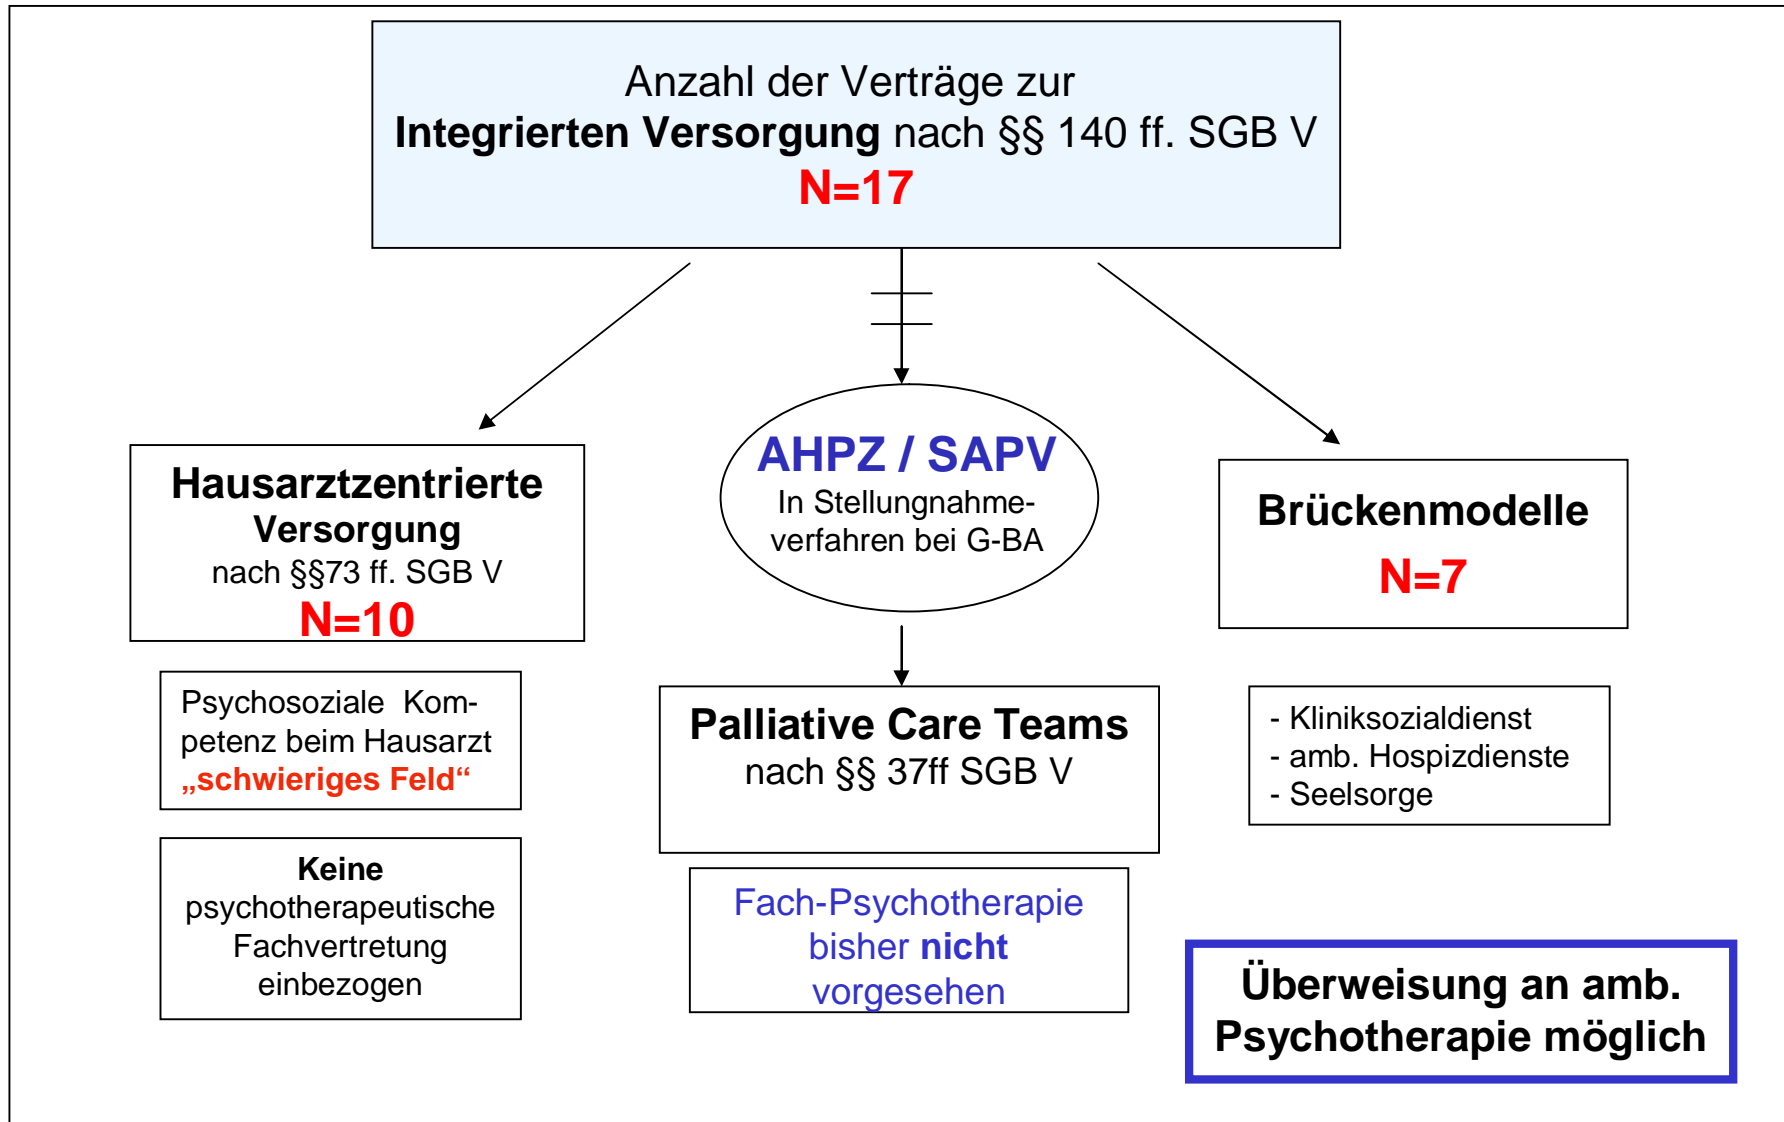 Anzahl der Verträge zur
Integrierten Versorgung nach §§ 140 ff. SGB V
N=17
Hausarztzentrierte
Versorgung
nach §§73 ff. SGB V
N=10
Psychosoziale Kom-
petenz beim Hausarzt
„schwieriges Feld“
Keine
psychotherapeutische
Fachvertretung
einbezogen
AHPZ / SAPV
In Stellungnahme-
verfahren bei G-BA
Palliative Care Teams
nach §§ 37ff SGB V
Fach-Psychotherapie
bisher nicht
vorgesehen
Brückenmodelle
N=7
- Kliniksozialdienst
- amb. Hospizdienste
- Seelsorge
Überweisung an amb.
Psychotherapie möglich